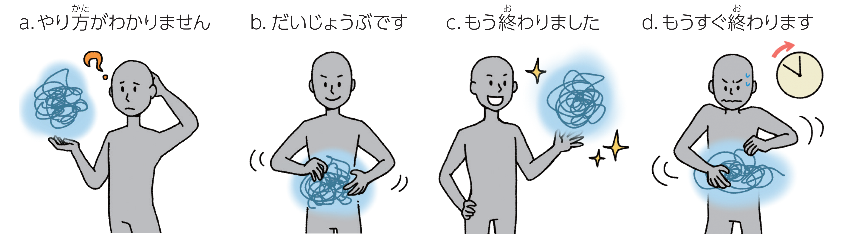 a. やり方がわかりません
b. だいじょうぶです
c. もう終わりました
d. もうすぐ終わります